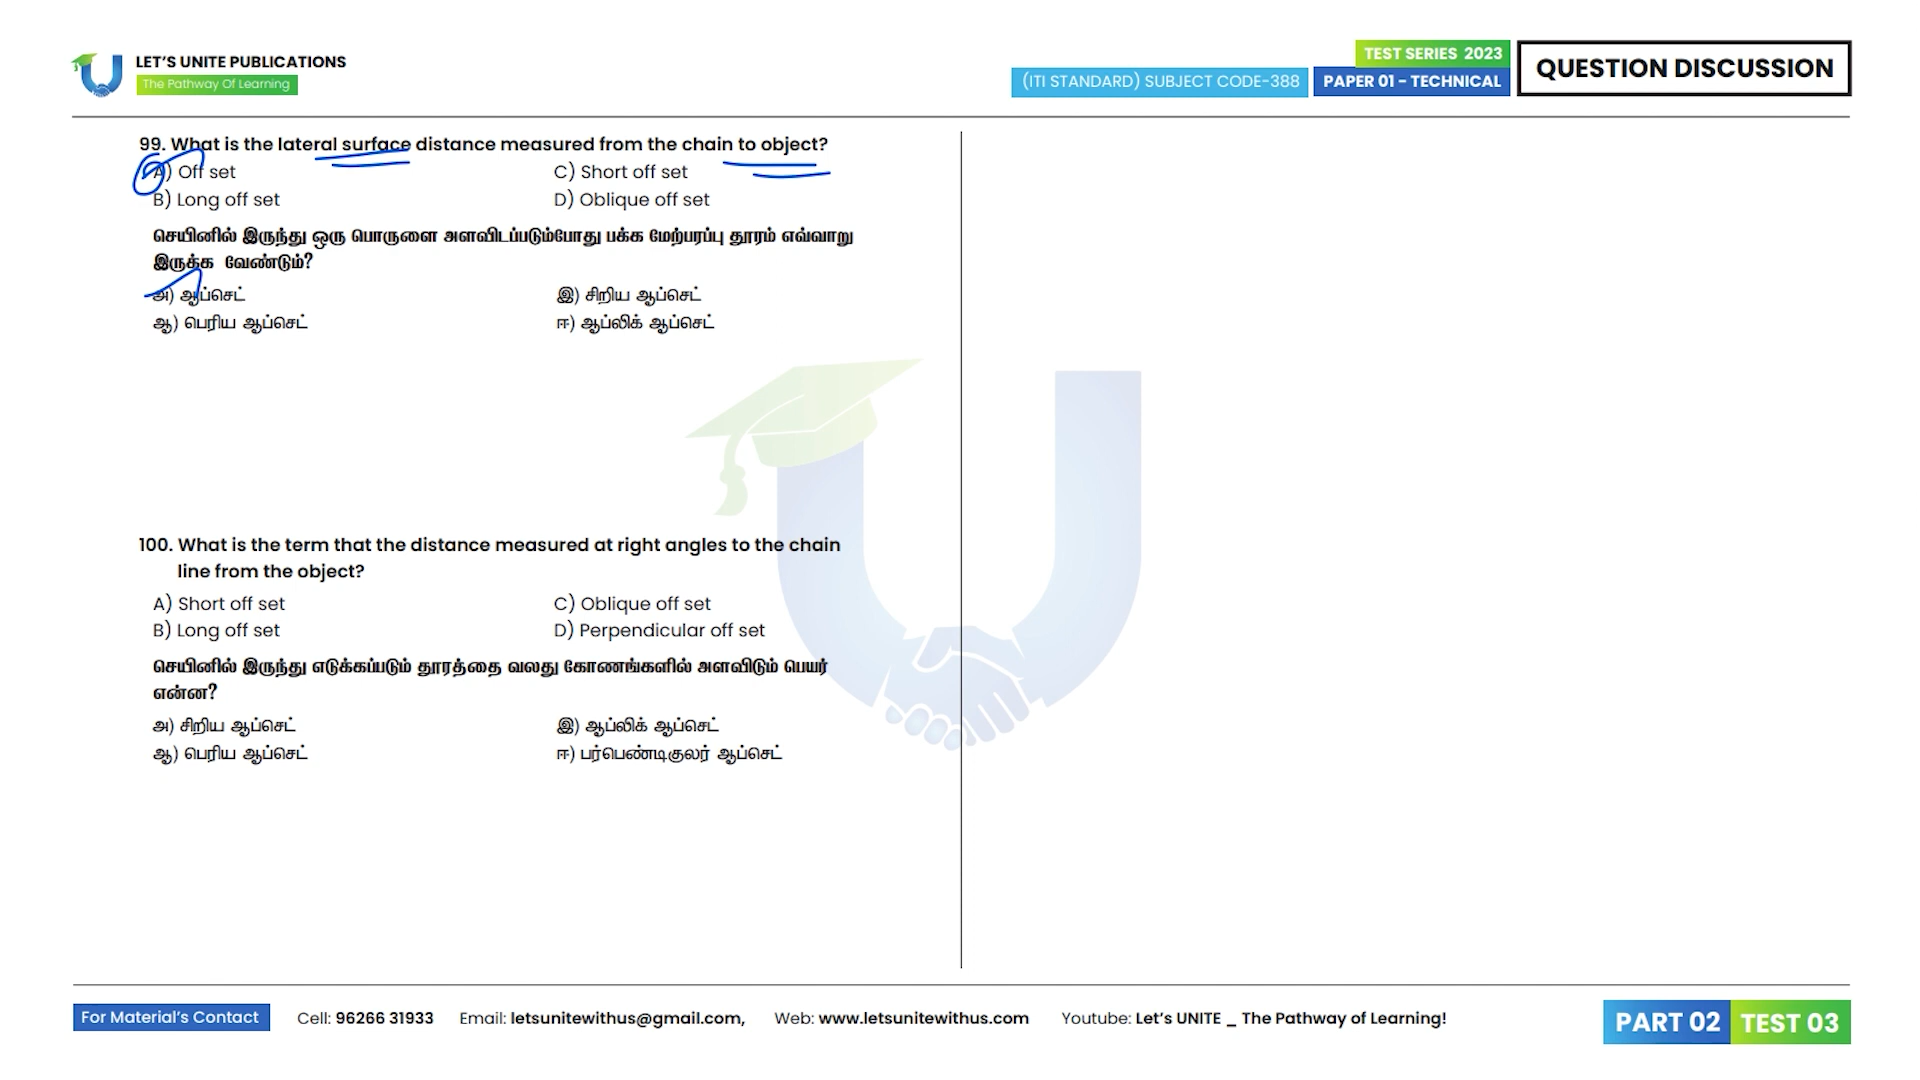 LET'S UNITE PUBLICATIONS
The Pathway Of Learning
TEST SERIES 2023
(ITI STANDARD) SUBJECT CODE-388
PAPER 01 - TECHNICAL
QUESTION DISCUSSION
99. What is the lateral surface distance measured from the chain to object?
A) Off set
C) Short off set
B) Long off set
D) Oblique off set
செயினில் இருந்து ஒரு பொருளை அளவிடப்படும்போது பக்க மேற்பரப்பு தூரம் எவ்வாறு
இருக்க வேண்டும்?
அ) ஆப்செட்
இ) சிறிய ஆப்செட்
ஆ) பெரிய ஆப்செட்
ஈ) ஆப்லிக் ஆப்செட்
100. What is the term that the distance measured at right angles to the chain
line from the object?
A) Short off set
C) Oblique off set
B) Long off set
D) Perpendicular off set
செயினில் இருந்து எடுக்கப்படும் தூரத்தை வலது கோணங்களில் அளவிடும் பெயர்
என்ன?
அ) சிறிய ஆப்செட்
இ) ஆப்லிக் ஆப்செட்
ஆ) பெரிய ஆப்செட்
ஈ) பர்பெண்டிகுலர் ஆப்செட்
For Material's Contact
Cell: 96266 31933 Email: letsunitewithus@gmail.com, Web: www.letsunitewithus.com Youtube: Let's UNITE _ The Pathway of Learning!
PART 02 TEST 03